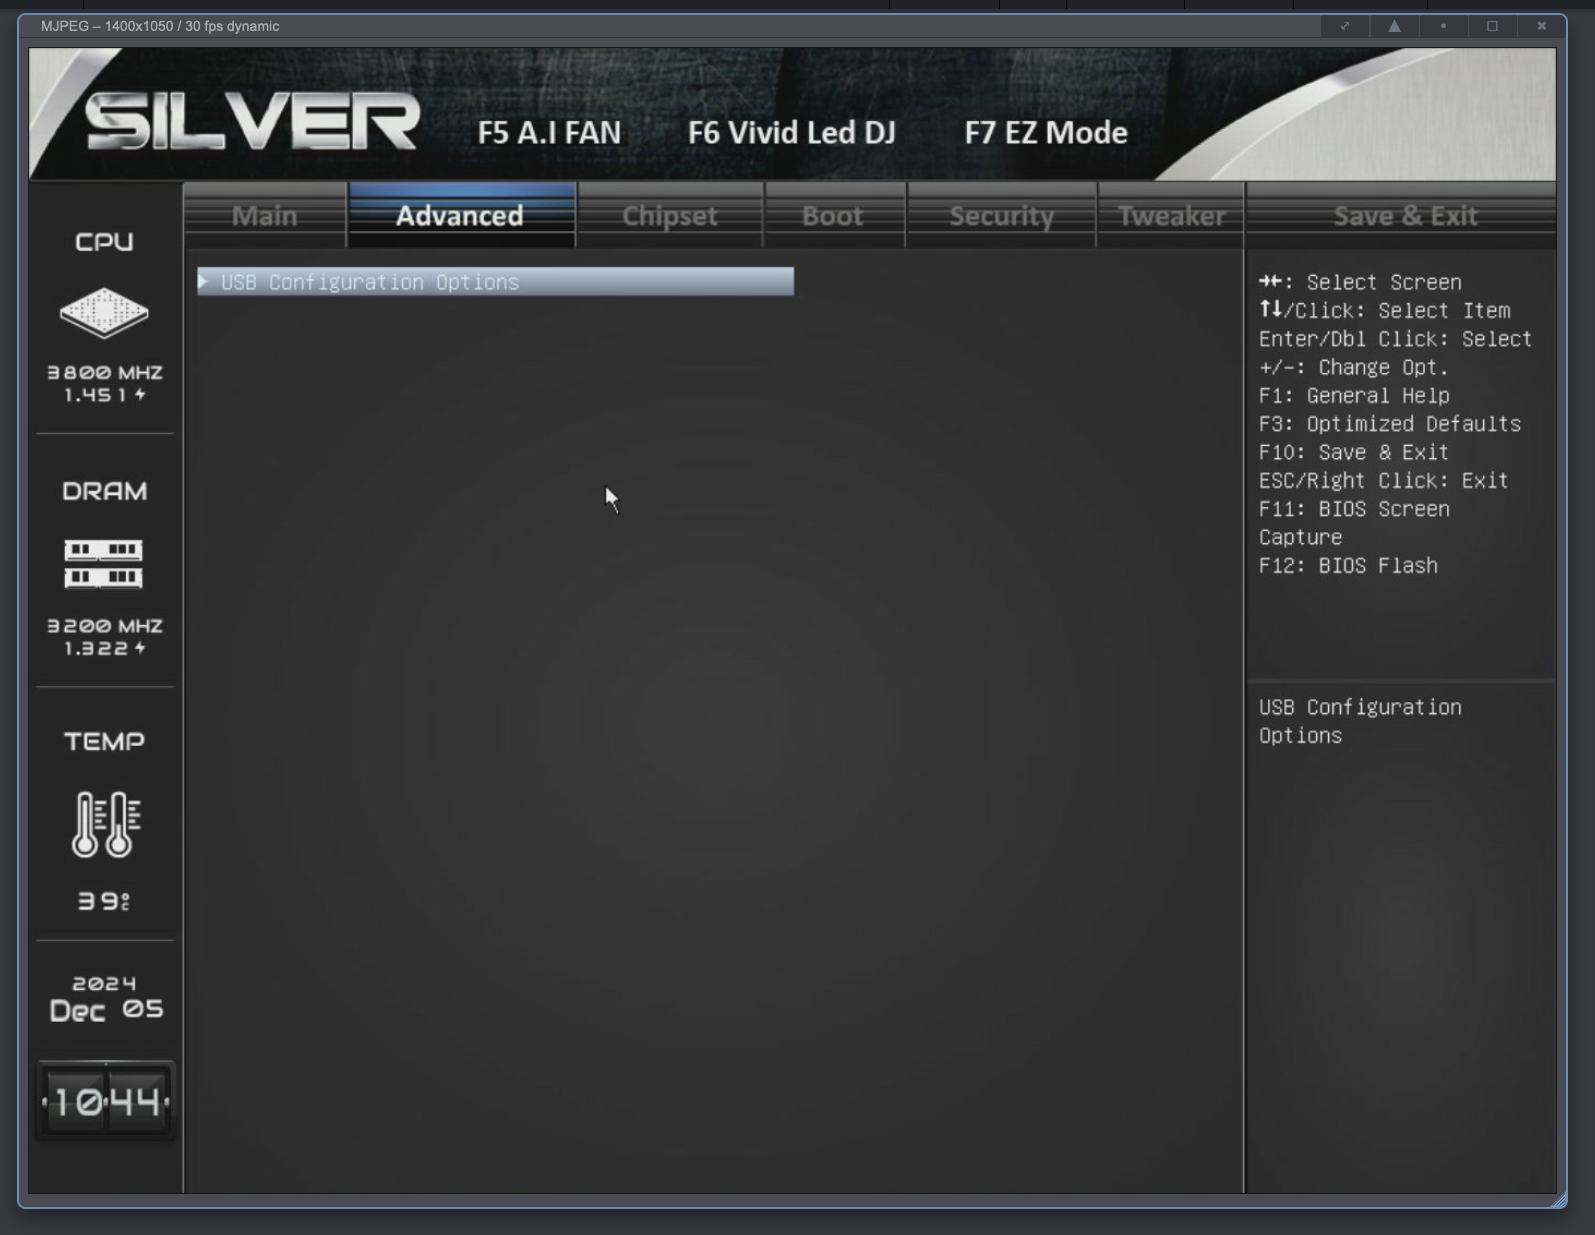 MJPEG – 1400x1050 / 30 fps dynamic
SILVER
F5 A.I FAN
F6 Vivid Led DJ
F7 EZ Mode
Main
Advanced
Chipset
Boot
Security
Tweaker
Save & Exit
CPU
3800 MHZ
1.451
DRAM
3200 MHZ
1.322
TEMP
39°C
2024
Dec 05
10:44
USB Configuration Options
→←: Select Screen
↑↓/Click: Select Item
Enter/Dbl Click: Select
+/-: Change Opt.
F1: General Help
F3: Optimized Defaults
F10: Save & Exit
ESC/Right Click: Exit
F11: BIOS Screen
Capture
F12: BIOS Flash
USB Configuration
Options